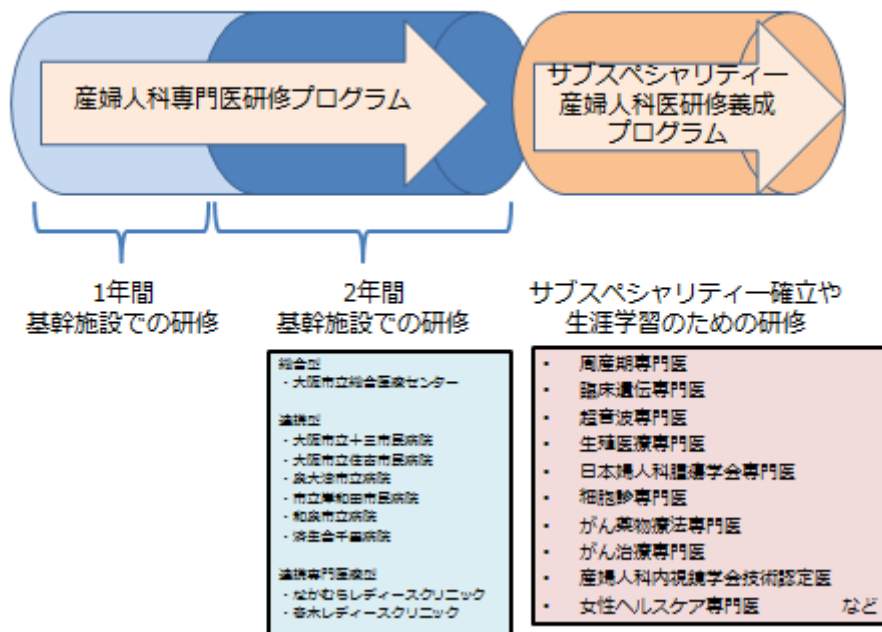 産婦人科専門医研修プログラム
サブスペシャリティー
産婦人科医研修養成
プログラム
1年間
基幹施設での研修
2年間
基幹施設での研修
サブスペシャリティー確立や
生涯学習のための研修
総合型
・大阪市立総合医療センター
連携型
・大阪市立十三市民病院
・大阪市立住吉市民病院
・泉大津市立病院
・市立岸和田市民病院
・和泉市立病院
・済生会千里病院
連携専門医療型
・なかむらレディースクリニック
・春木レディースクリニック
・ 周産期専門医
・ 臨床遺伝専門医
・ 超音波専門医
・ 生殖医療専門医
・ 日本婦人科腫瘍学会専門医
・ 細胞診専門医
・ がん薬物療法専門医
・ がん治療専門医
・ 産婦人科内視鏡学会技術認定医
・ 女性ヘルスケア専門医 など